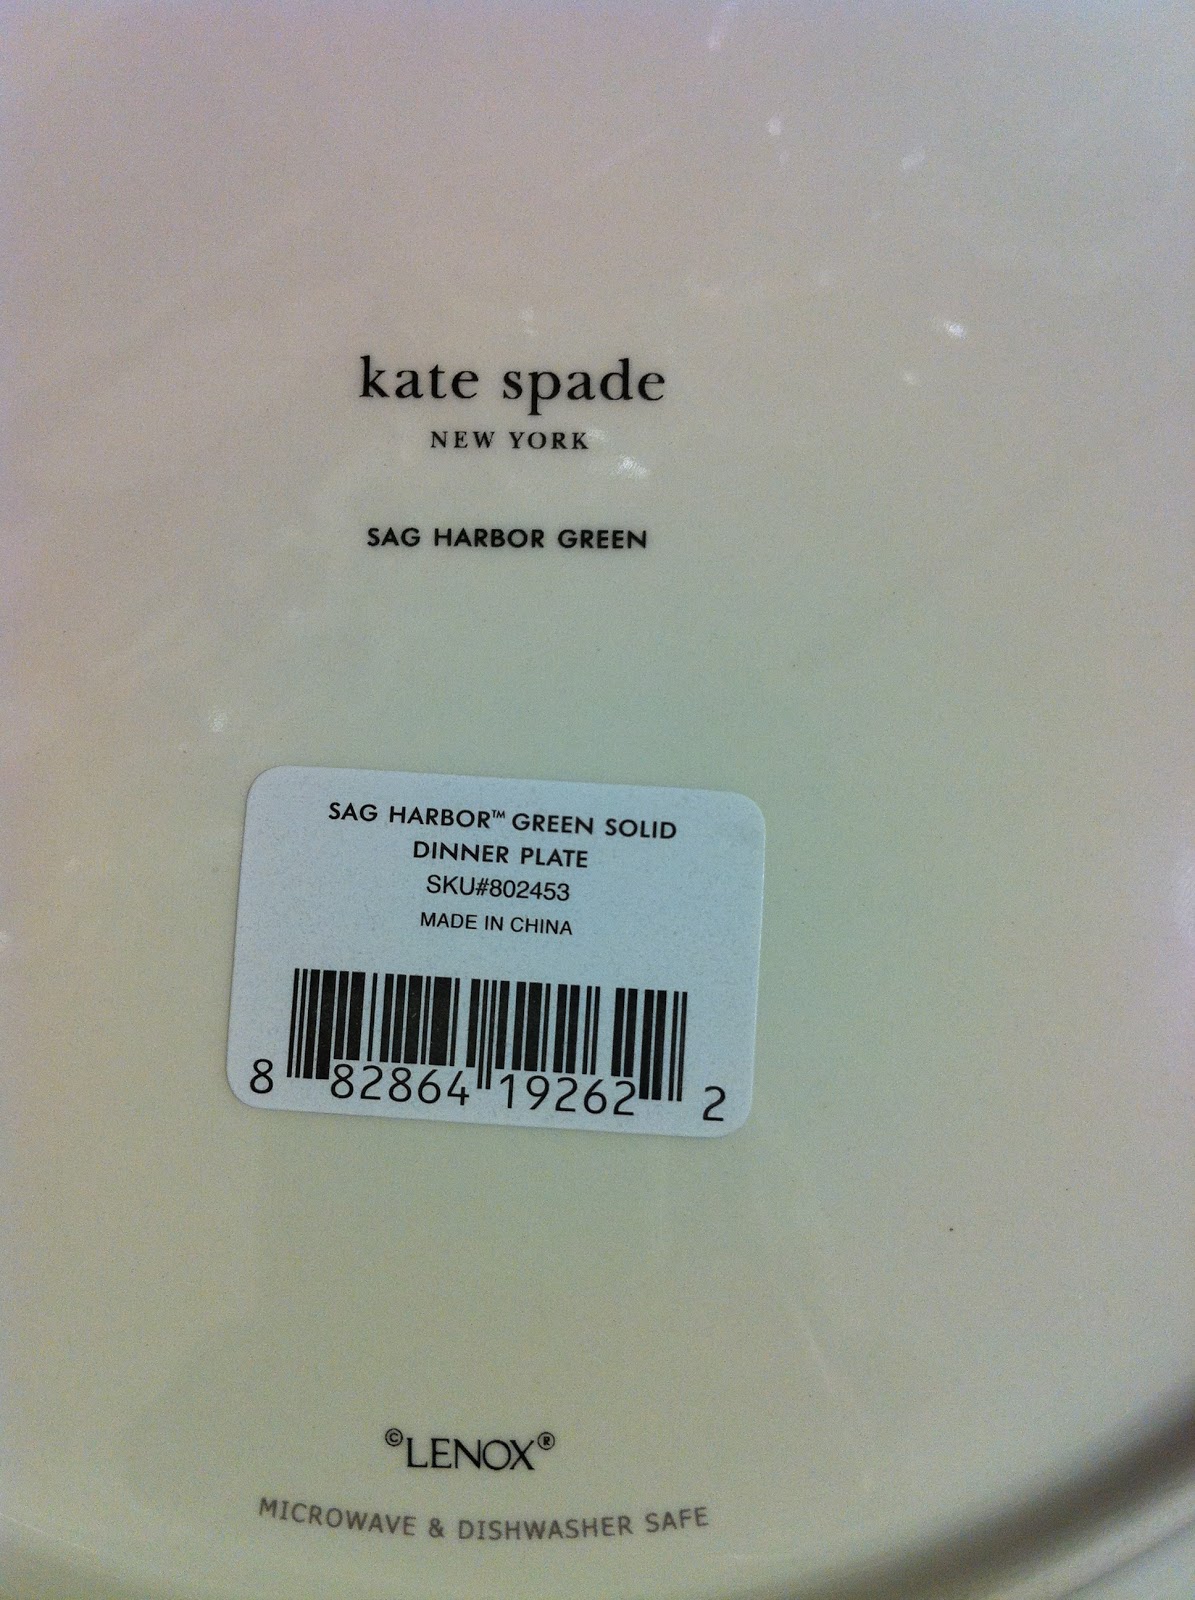 kate spade
NEW YORK
SAG HARBOR GREEN
SAG HARBOR™ GREEN SOLID
DINNER PLATE
SKU#802453
MADE IN CHINA
8 82864 19262 2
©LENOX®
MICROWAVE & DISHWASHER SAFE